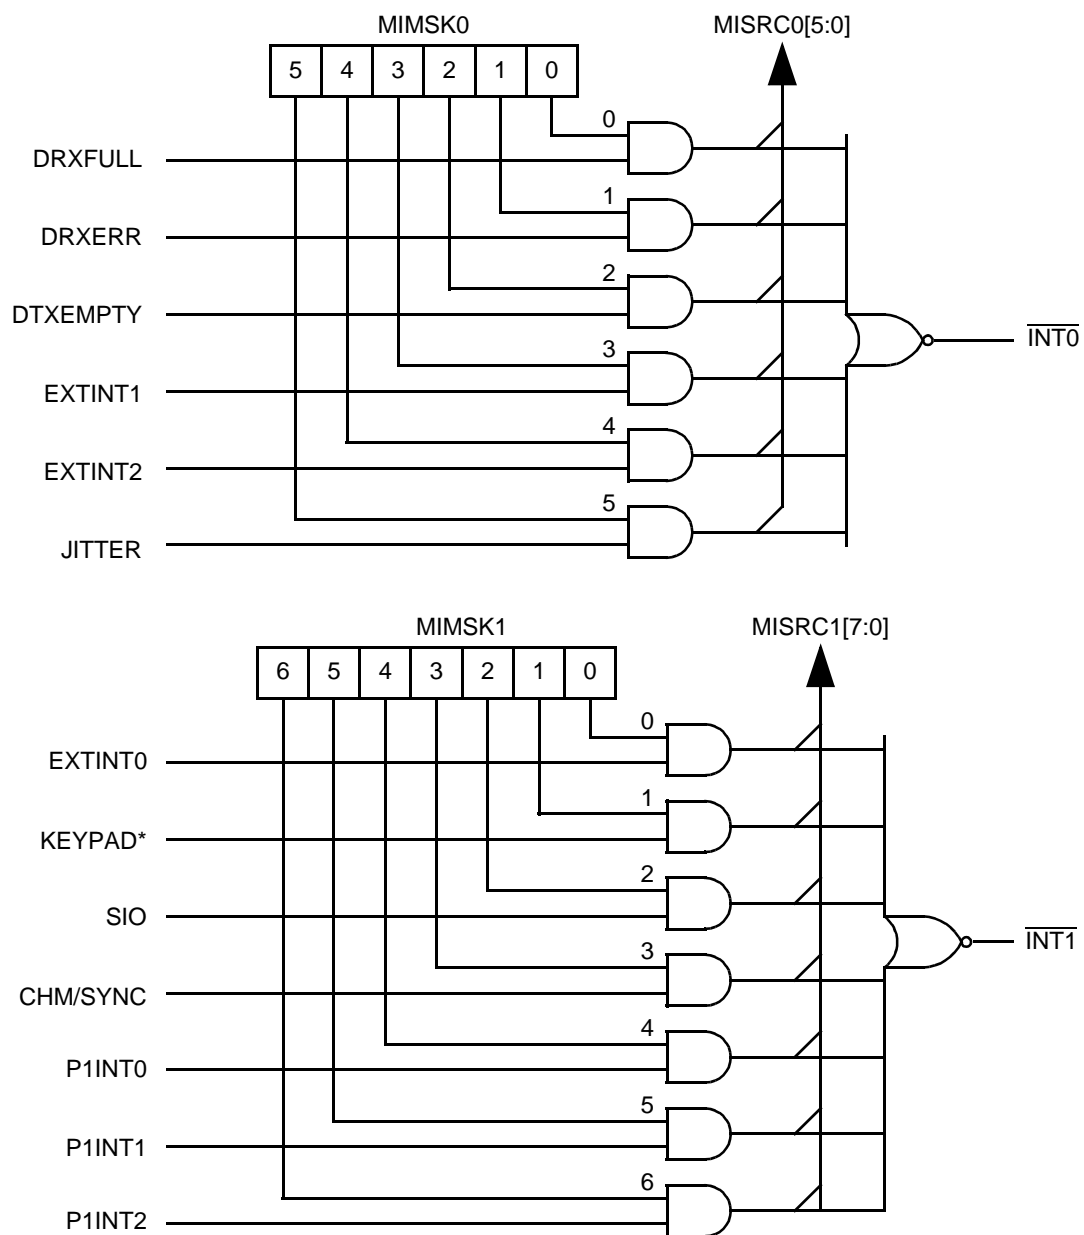 MIMSK0
MISRC0[5:0]
5 4 3 2 1 0
0
DRXFULL
1
DRXERR
2
DTXEMPTY
INT0
3
EXTINT1
4
EXTINT2
5
JITTER
MIMSK1
MISRC1[7:0]
6 5 4 3 2 1 0
0
EXTINT0
1
KEYPAD*
2
SIO
INT1
3
CHM/SYNC
4
P1INT0
5
P1INT1
6
P1INT2